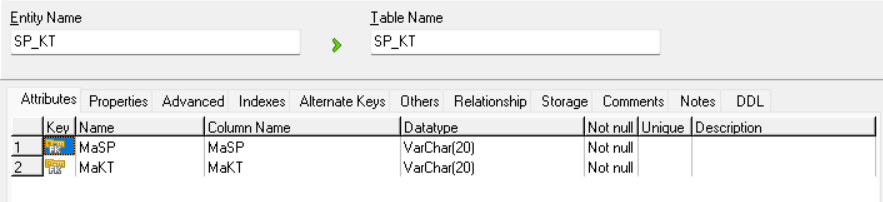 Entity Name Table Name
SP_KT SP_KT
Attributes Properties Advanced Indexes Alternate Keys Others Relationship Storage Comments Notes DDL
Key Name Column Name Datatype Not null Unique Description
1 MaSP MaSP VarChar(20) Not null
2 FK MaKT MaKT VarChar(20) Not null